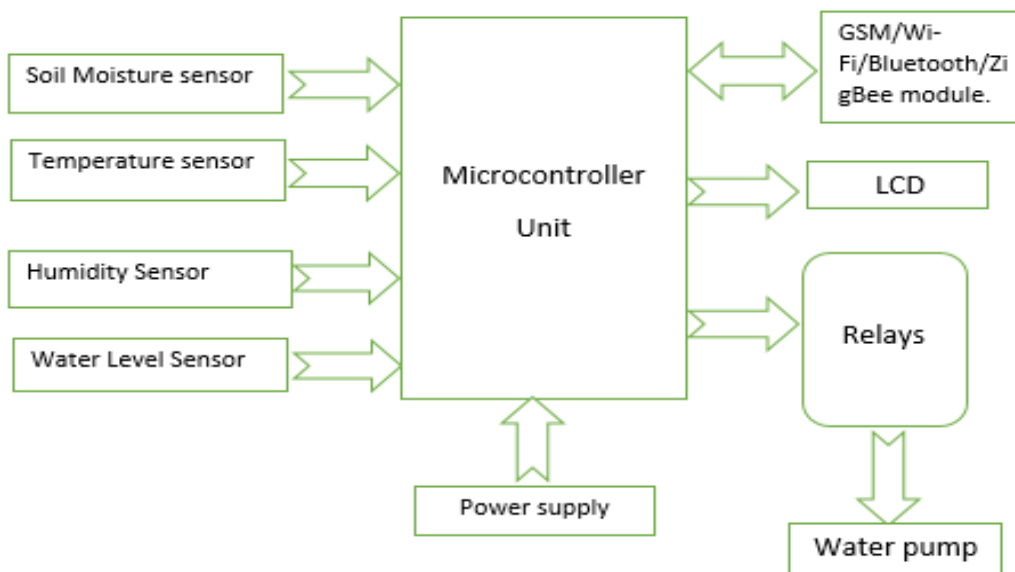 Soil Moisture sensor
Temperature sensor
Humidity Sensor
Water Level Sensor
Microcontroller
Unit
Power supply
GSM/Wi-
Fi/Bluetooth/Zi
gBee module.
LCD
Relays
Water pump